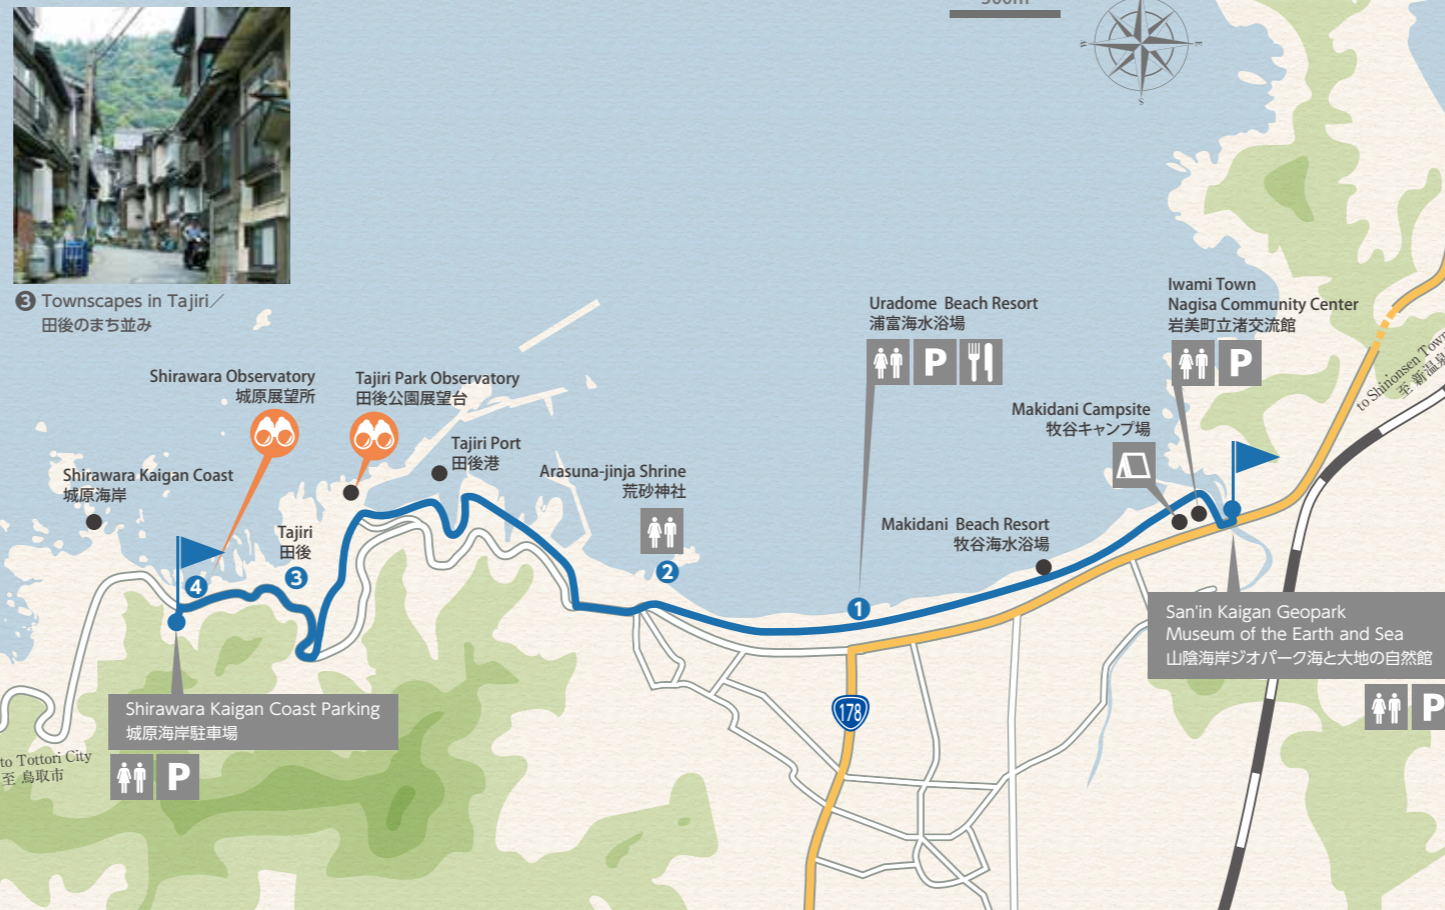 500m
W
E
S
❸ Townscapes in Tajiri／
田後のまち並み
Shirawara Observatory
城原展望所
Tajiri Park Observatory
田後公園展望台
Tajiri Port
田後港
Shirawara Kaigan Coast
城原海岸
Tajiri
田後
Arasuna-jinja Shrine
荒砂神社
Uradome Beach Resort
浦富海水浴場
P
Iwami Town
Nagisa Community Center
岩美町立渚交流館
P
Makidani Campsite
牧谷キャンプ場
Makidani Beach Resort
牧谷海水浴場
to Shinonsen Town
至 新温泉
4
3
2
1
San'in Kaigan Geopark
Museum of the Earth and Sea
山陰海岸ジオパーク海と大地の自然館
P
178
Shirawara Kaigan Coast Parking
城原海岸駐車場
P
to Tottori City
至 鳥取市